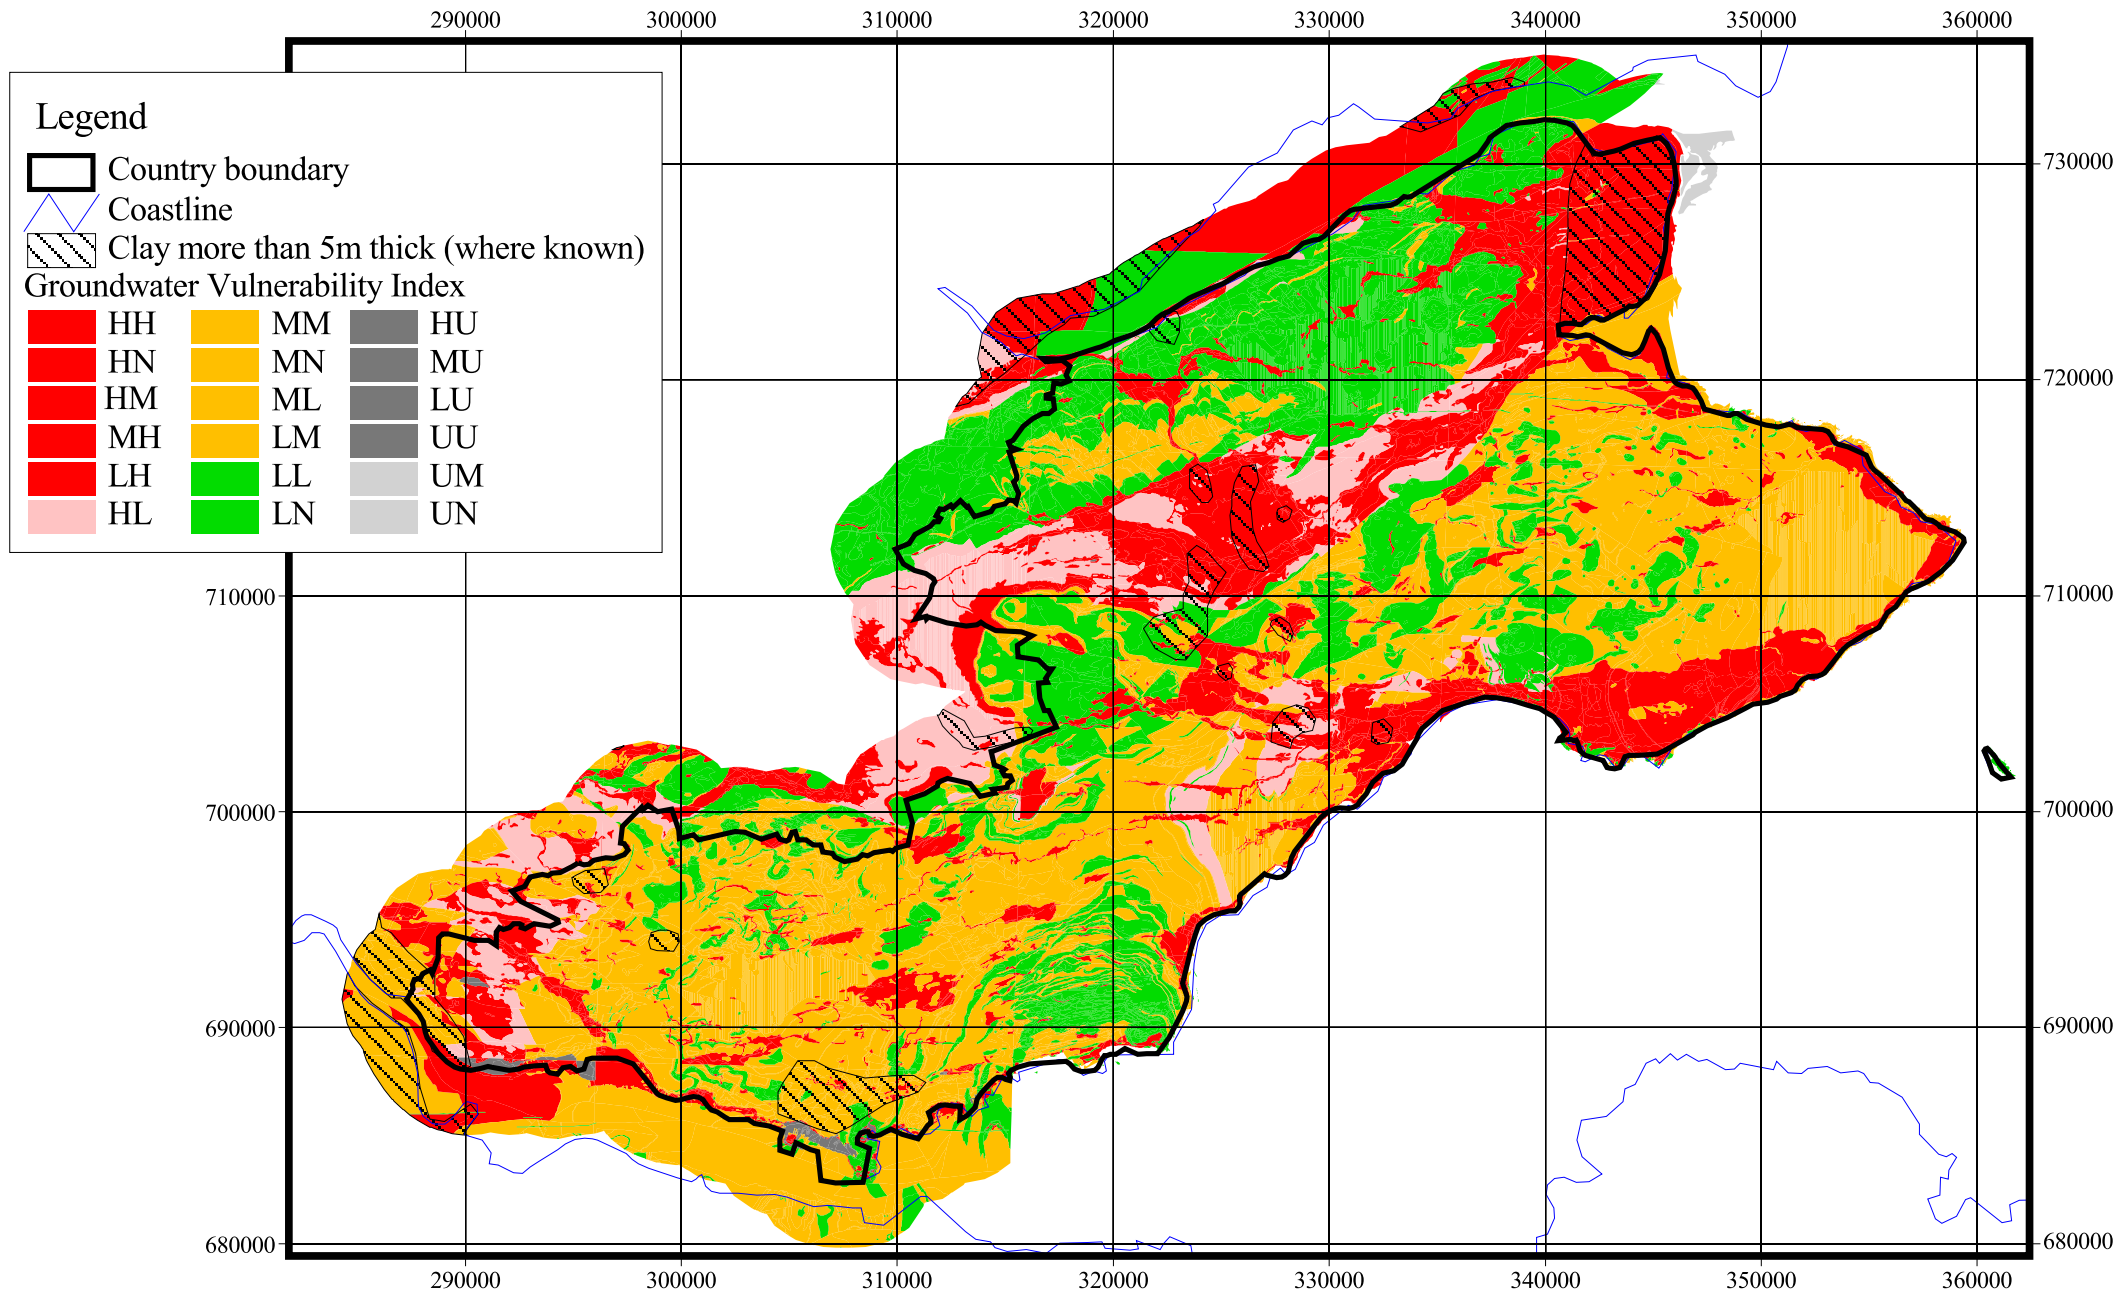 290000 300000 310000 320000 330000 340000 350000 360000
Legend
Country boundary
Coastline
Clay more than 5m thick (where known)
Groundwater Vulnerability Index
HH MM HU
HN MN MU
HM ML LU
MH LM UU
LH LL UM
HL LN UN
730000
720000
710000 710000
700000 700000
690000 690000
680000 680000
290000 300000 310000 320000 330000 340000 350000 360000